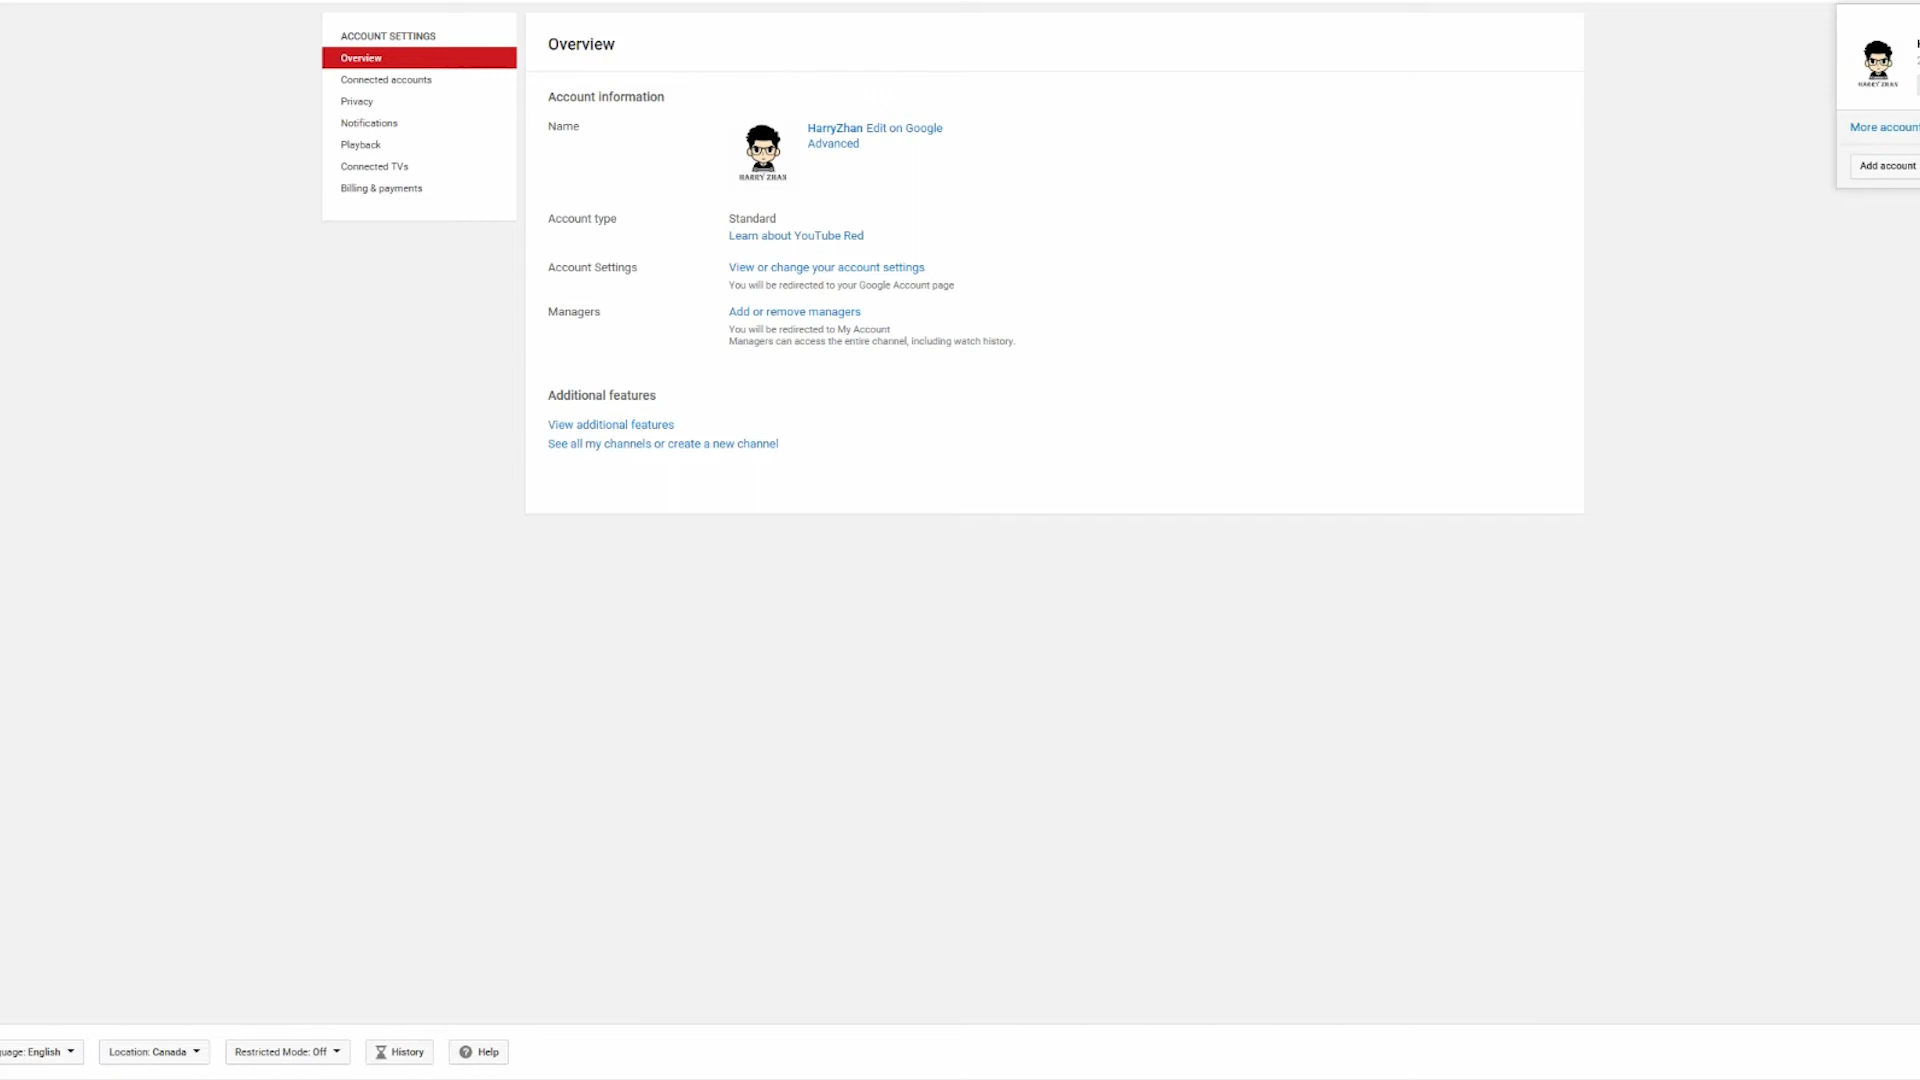 ACCOUNT SETTINGS
Overview
Connected accounts
Privacy
Notifications
Playback
Connected TVs
Billing & payments
Overview
Account information
Name
HARRY ZHAN
HarryZhan Edit on Google
Advanced
Account type
Standard
Learn about YouTube Red
Account Settings
View or change your account settings
You will be redirected to your Google Account page
Managers
Add or remove managers
You will be redirected to My Account
Managers can access the entire channel, including watch history.
Additional features
View additional features
See all my channels or create a new channel
HARRY ZHAN
More account
Add account
uage: English
Location: Canada
Restricted Mode: Off
History
Help